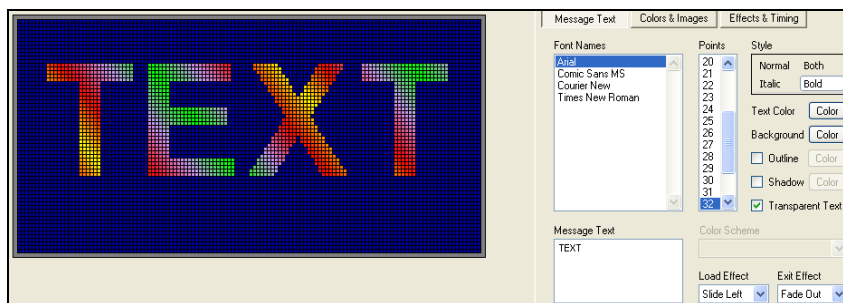 TEXT
Message Text
Colors & Images
Effects & Timing
Font Names
Arial
Comic Sans MS
Courier New
Times New Roman
Points
20
21
22
23
24
25
26
27
28
29
30
31
32
Style
Normal Both
Italic Bold
Text Color Color
Background Color
Outline Color
Shadow Color
Transparent Text
Message Text
TEXT
Color Scheme
Load Effect Exit Effect
Slide Left Fade Out